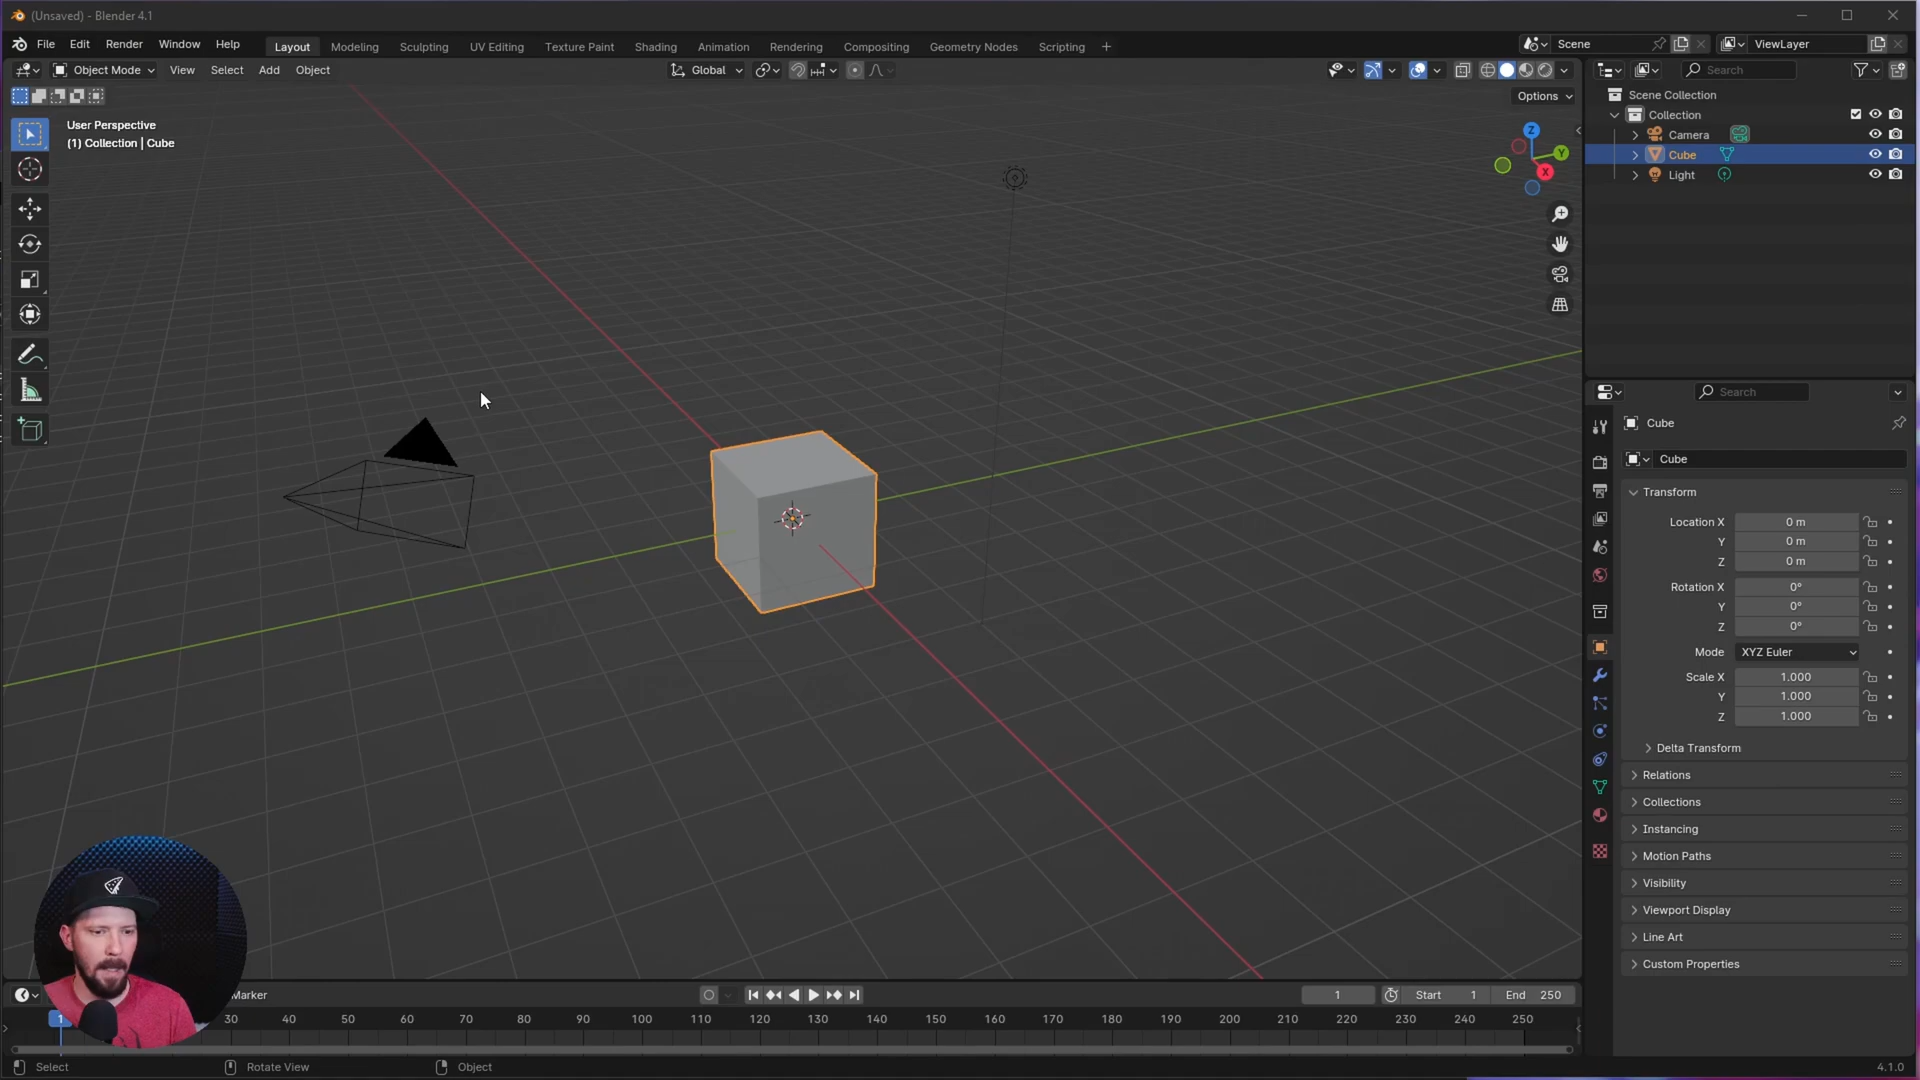 (Unsaved) - Blender 4.1
File Edit Render Window Help
Layout Modeling Sculpting UV Editing Texture Paint Shading Animation Rendering Compositing Geometry Nodes Scripting +
Scene
ViewLayer
Object Mode View Select Add Object
Global
Search
Options
User Perspective
(1) Collection | Cube
Z
Y
X
Scene Collection
Collection
Camera
Cube
Light
Search
Cube
Cube
Transform
Location X 0 m
Y 0 m
Z 0 m
Rotation X 0°
Y 0°
Z 0°
Mode XYZ Euler
Scale X 1.000
Y 1.000
Z 1.000
Delta Transform
Relations
Collections
Instancing
Motion Paths
Visibility
Viewport Display
Line Art
Custom Properties
Marker
1 Start 1 End 250
1 30 40 50 60 70 80 90 100 110 120 130 140 150 160 170 180 190 200 210 220 230 240 250
Select Rotate View Object
4.1.0